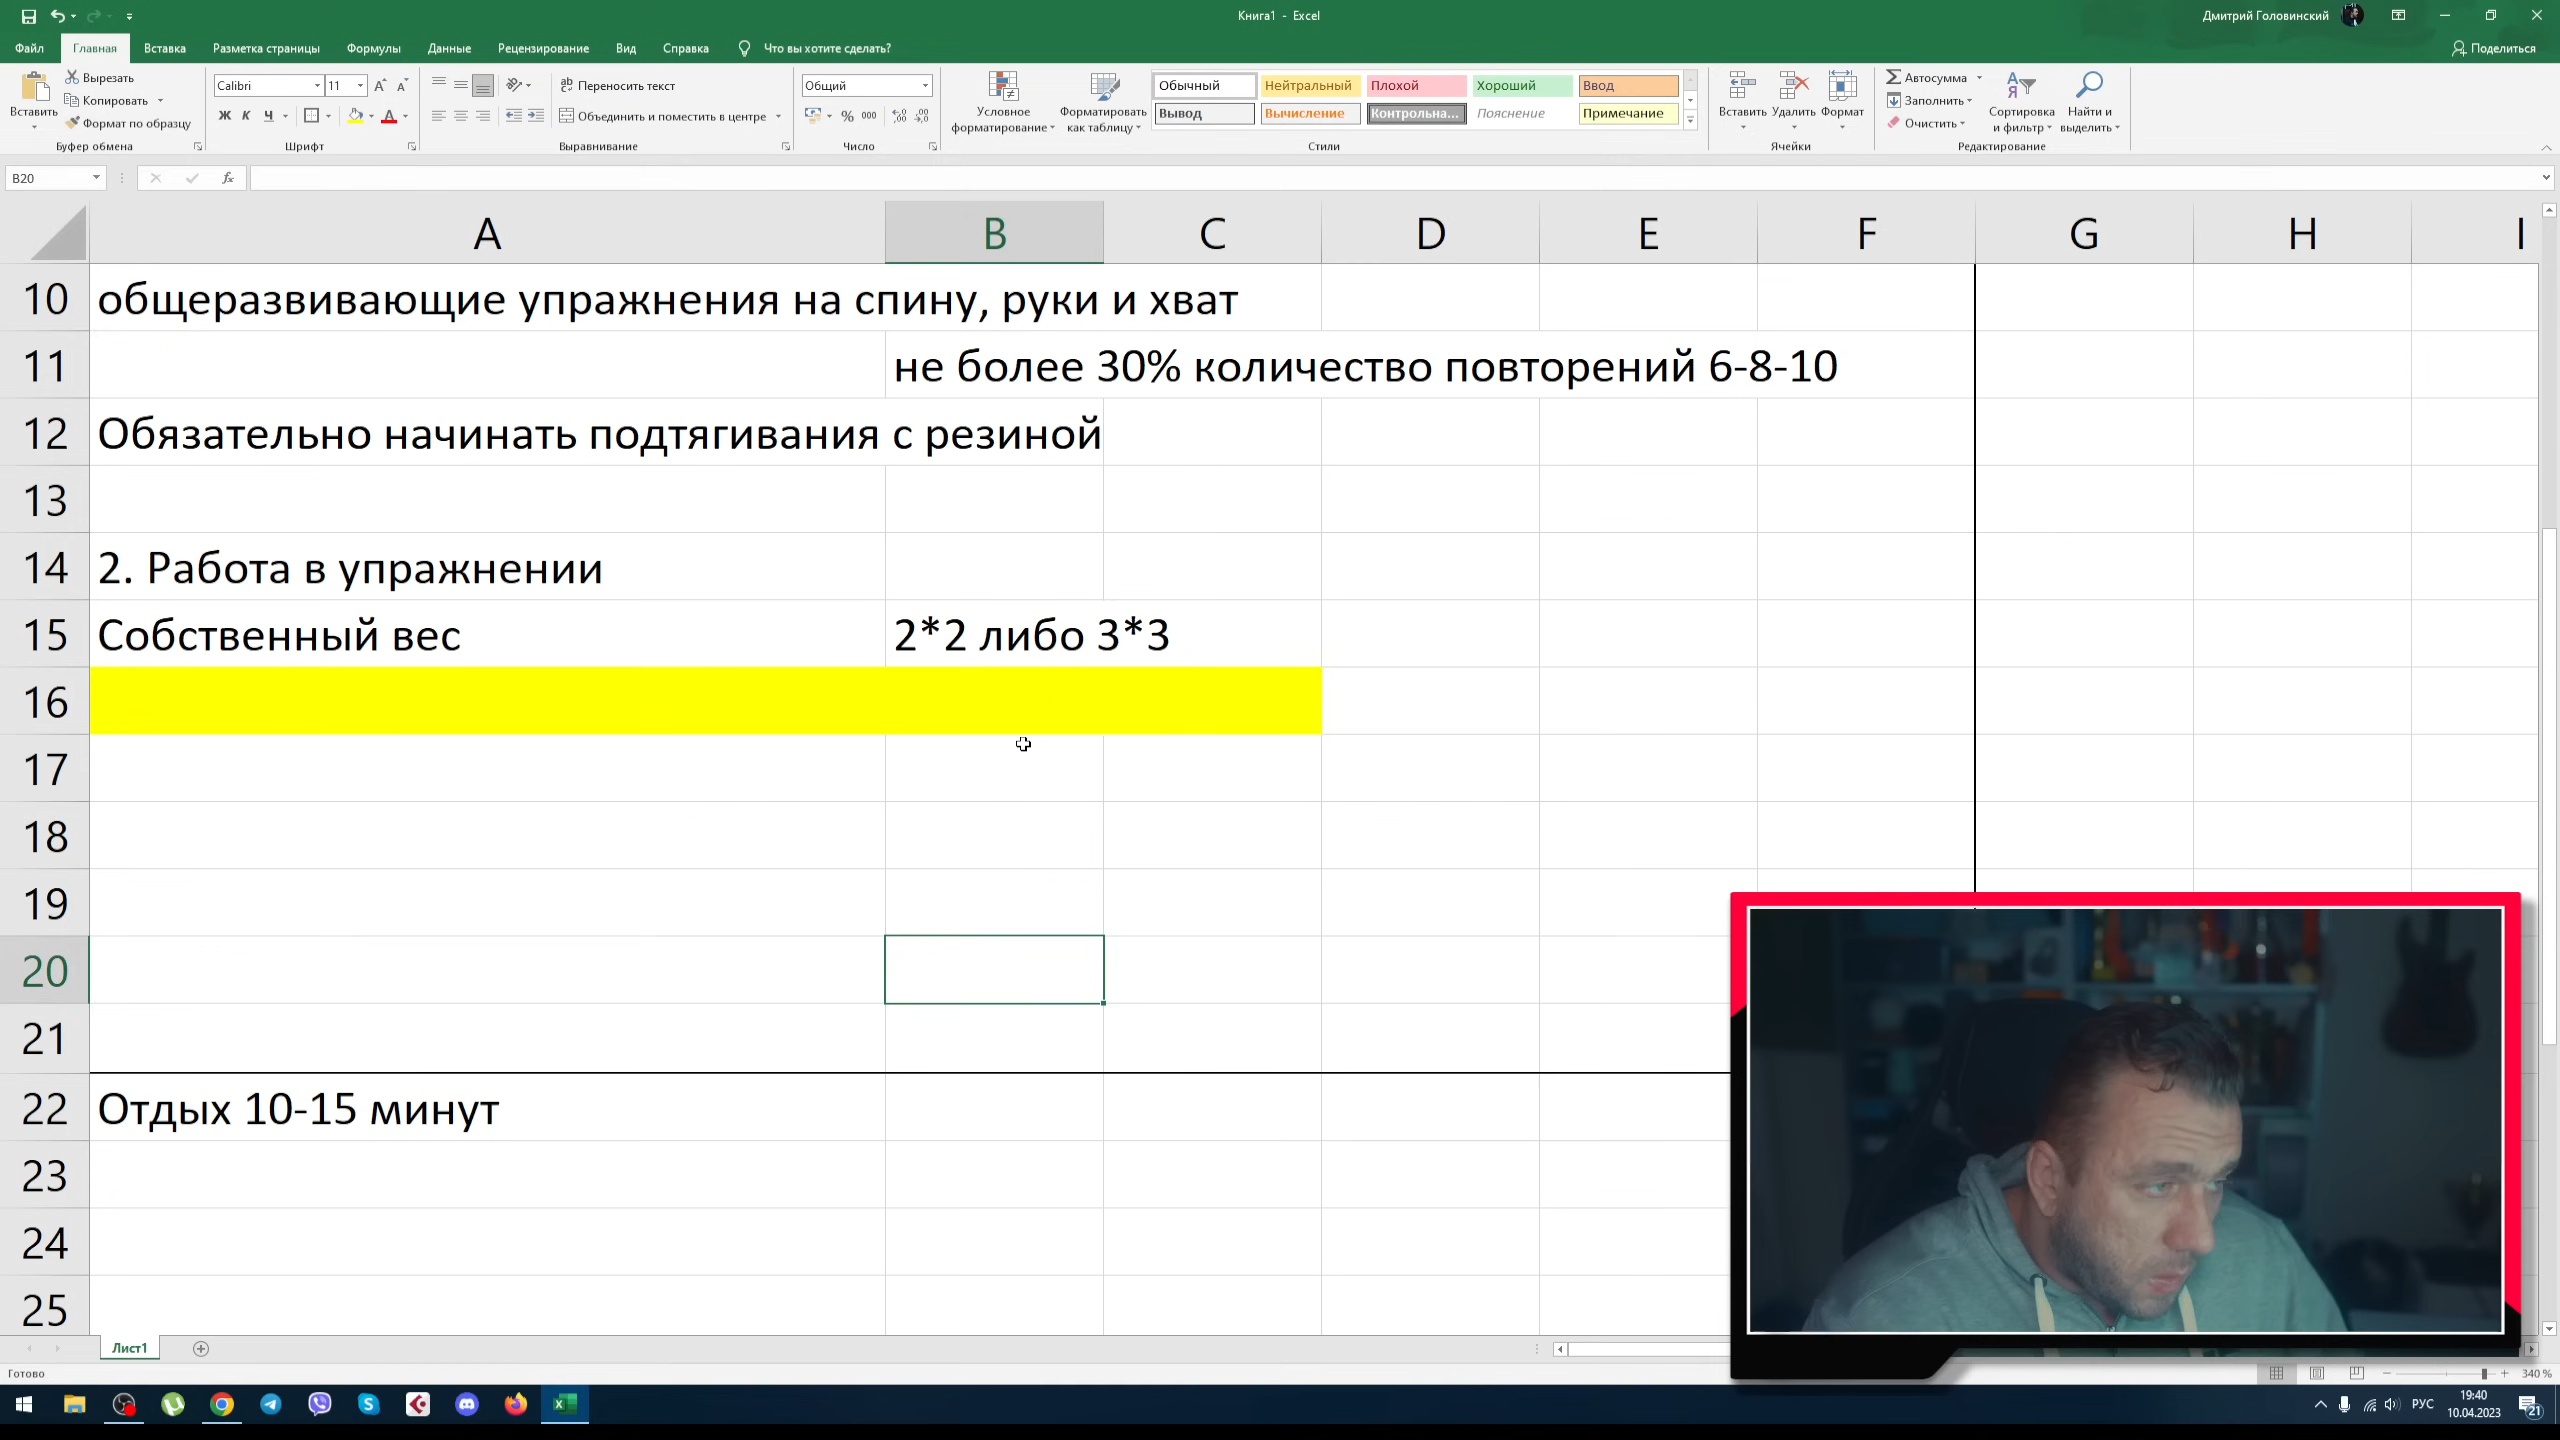 Книга1 - Excel
Дмитрий Головинский
Файл Главная Вставка Разметка страницы Формулы Данные Рецензирование Вид Справка Что вы хотите сделать? Поделиться
Вставить
Вырезать
Копировать
Формат по образцу
Буфер обмена
Calibri 11
Ж К Ч
Шрифт
Переносить текст
Объединить и поместить в центре
Выравнивание
Общий
% 000
Число
Условное форматирование
Форматировать как таблицу
Обычный Нейтральный Плохой Хороший Ввод
Вывод Вычисление Контрольна... Пояснение Примечание
Стили
Вставить Удалить Формат
Ячейки
Автосумма
Заполнить
Очистить
Сортировка и фильтр
Найти и выделить
Редактирование
B20 fx
A B C D E F G H I
10 общеразвивающие упражнения на спину, руки и хват
11 не более 30% количество повторений 6-8-10
12 Обязательно начинать подтягивания с резиной
13
14 2. Работа в упражнении
15 Собственный вес 2*2 либо 3*3
16
17
18
19
20
21
22 Отдых 10-15 минут
23
24
25
Лист1
Готово
340 %
РУС
19:40
10.04.2023
21